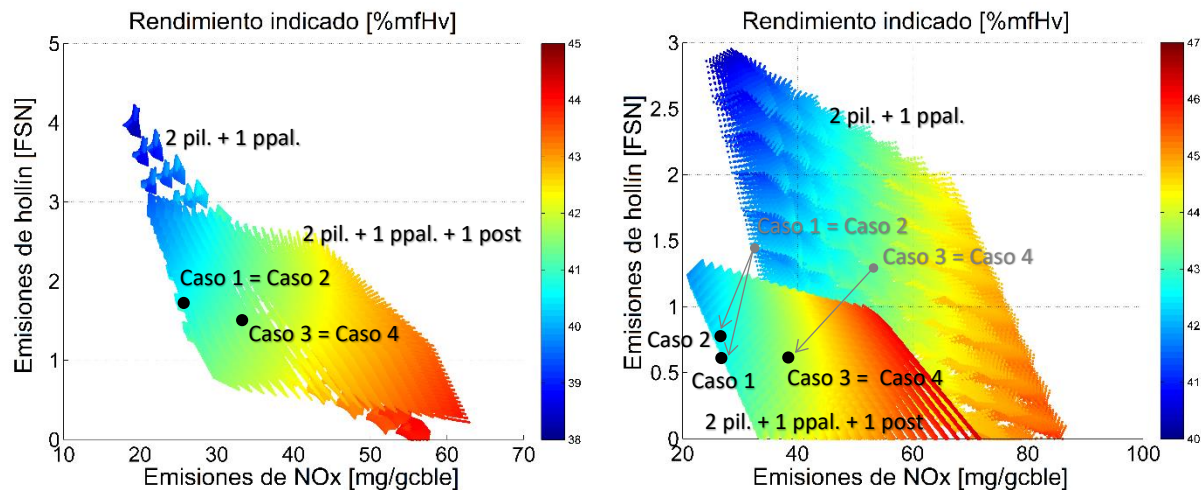 Rendimiento indicado [%mfHv]
Emisiones de hollín [FSN]
5
4
3
2
1
0
10
20
30
40
50
60
70
Emisiones de NOx [mg/gcble]
2 pil. + 1 ppal.
2 pil. + 1 ppal. + 1 post
Caso 1 = Caso 2
Caso 3 = Caso 4
45
44
43
42
41
40
39
38
Rendimiento indicado [%mfHv]
Emisiones de hollín [FSN]
3
2.5
2
1.5
1
0.5
0
20
40
60
80
100
Emisiones de NOx [mg/gcble]
2 pil. + 1 ppal.
Caso 1 = Caso 2
Caso 3 = Caso 4
Caso 2
Caso 1
Caso 3 = Caso 4
2 pil. + 1 ppal. + 1 post
47
46
45
44
43
42
41
40